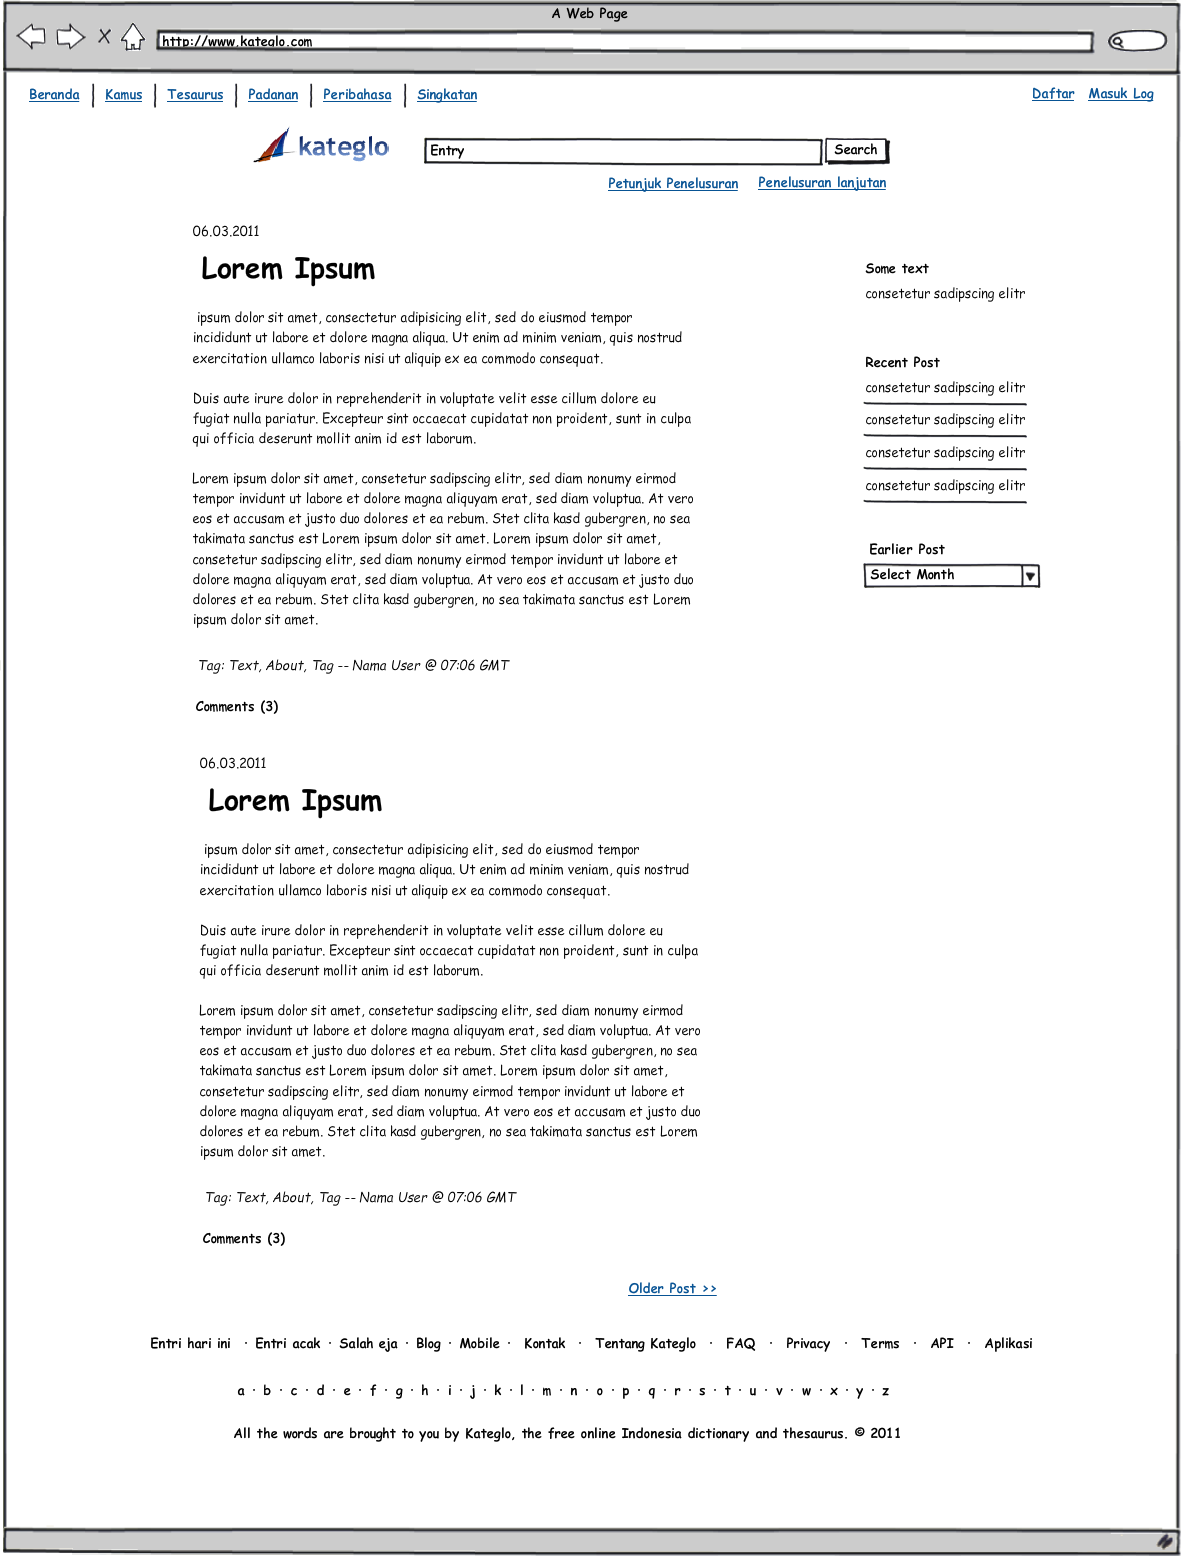 A Web Page
http://www.kateglo.com
Beranda Kamus Tesaurus Padanan Peribahasa Singkatan Daftar Masuk Log
kateglo Entry Search
Petunjuk Penelusuran Penelusuran lanjutan
06.03.2011
Lorem Ipsum
ipsum dolor sit amet, consectetur adipisicing elit, sed do eiusmod tempor
incididunt ut labore et dolore magna aliqua. Ut enim ad minim veniam, quis nostrud
exercitation ullamco laboris nisi ut aliquip ex ea commodo consequat.
Duis aute irure dolor in reprehenderit in voluptate velit esse cillum dolore eu
fugiat nulla pariatur. Excepteur sint occaecat cupidatat non proident, sunt in culpa
qui officia deserunt mollit anim id est laborum.
Lorem ipsum dolor sit amet, consetetur sadipscing elitr, sed diam nonumy eirmod
tempor invidunt ut labore et dolore magna aliquyam erat, sed diam voluptua. At vero
eos et accusam et justo duo dolores et ea rebum. Stet clita kasd gubergren, no sea
takimata sanctus est Lorem ipsum dolor sit amet. Lorem ipsum dolor sit amet,
consetetur sadipscing elitr, sed diam nonumy eirmod tempor invidunt ut labore et
dolore magna aliquyam erat, sed diam voluptua. At vero eos et accusam et justo duo
dolores et ea rebum. Stet clita kasd gubergren, no sea takimata sanctus est Lorem
ipsum dolor sit amet.
Tag: Text, About, Tag -- Nama User @ 07:06 GMT
Comments (3)
Some text
consetetur sadipscing elitr
Recent Post
consetetur sadipscing elitr
consetetur sadipscing elitr
consetetur sadipscing elitr
consetetur sadipscing elitr
Earlier Post
Select Month
06.03.2011
Lorem Ipsum
ipsum dolor sit amet, consectetur adipisicing elit, sed do eiusmod tempor
incididunt ut labore et dolore magna aliqua. Ut enim ad minim veniam, quis nostrud
exercitation ullamco laboris nisi ut aliquip ex ea commodo consequat.
Duis aute irure dolor in reprehenderit in voluptate velit esse cillum dolore eu
fugiat nulla pariatur. Excepteur sint occaecat cupidatat non proident, sunt in culpa
qui officia deserunt mollit anim id est laborum.
Lorem ipsum dolor sit amet, consetetur sadipscing elitr, sed diam nonumy eirmod
tempor invidunt ut labore et dolore magna aliquyam erat, sed diam voluptua. At vero
eos et accusam et justo duo dolores et ea rebum. Stet clita kasd gubergren, no sea
takimata sanctus est Lorem ipsum dolor sit amet. Lorem ipsum dolor sit amet,
consetetur sadipscing elitr, sed diam nonumy eirmod tempor invidunt ut labore et
dolore magna aliquyam erat, sed diam voluptua. At vero eos et accusam et justo duo
dolores et ea rebum. Stet clita kasd gubergren, no sea takimata sanctus est Lorem
ipsum dolor sit amet.
Tag: Text, About, Tag -- Nama User @ 07:06 GMT
Comments (3)
Older Post >>
Entri hari ini · Entri acak · Salah eja · Blog · Mobile · Kontak · Tentang Kateglo · FAQ · Privacy · Terms · API · Aplikasi
a · b · c · d · e · f · g · h · i · j · k · l · m · n · o · p · q · r · s · t · u · v · w · x · y · z
All the words are brought to you by Kateglo, the free online Indonesia dictionary and thesaurus. © 2011